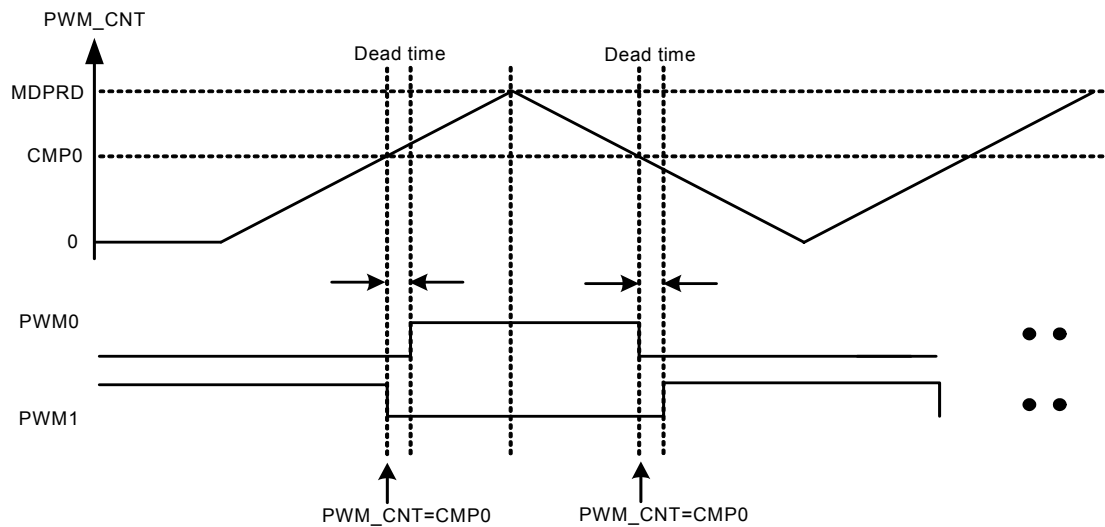 PWM_CNT
Dead time
Dead time
MDPRD
CMP0
0
PWM0
PWM1
PWM_CNT=CMP0
PWM_CNT=CMP0